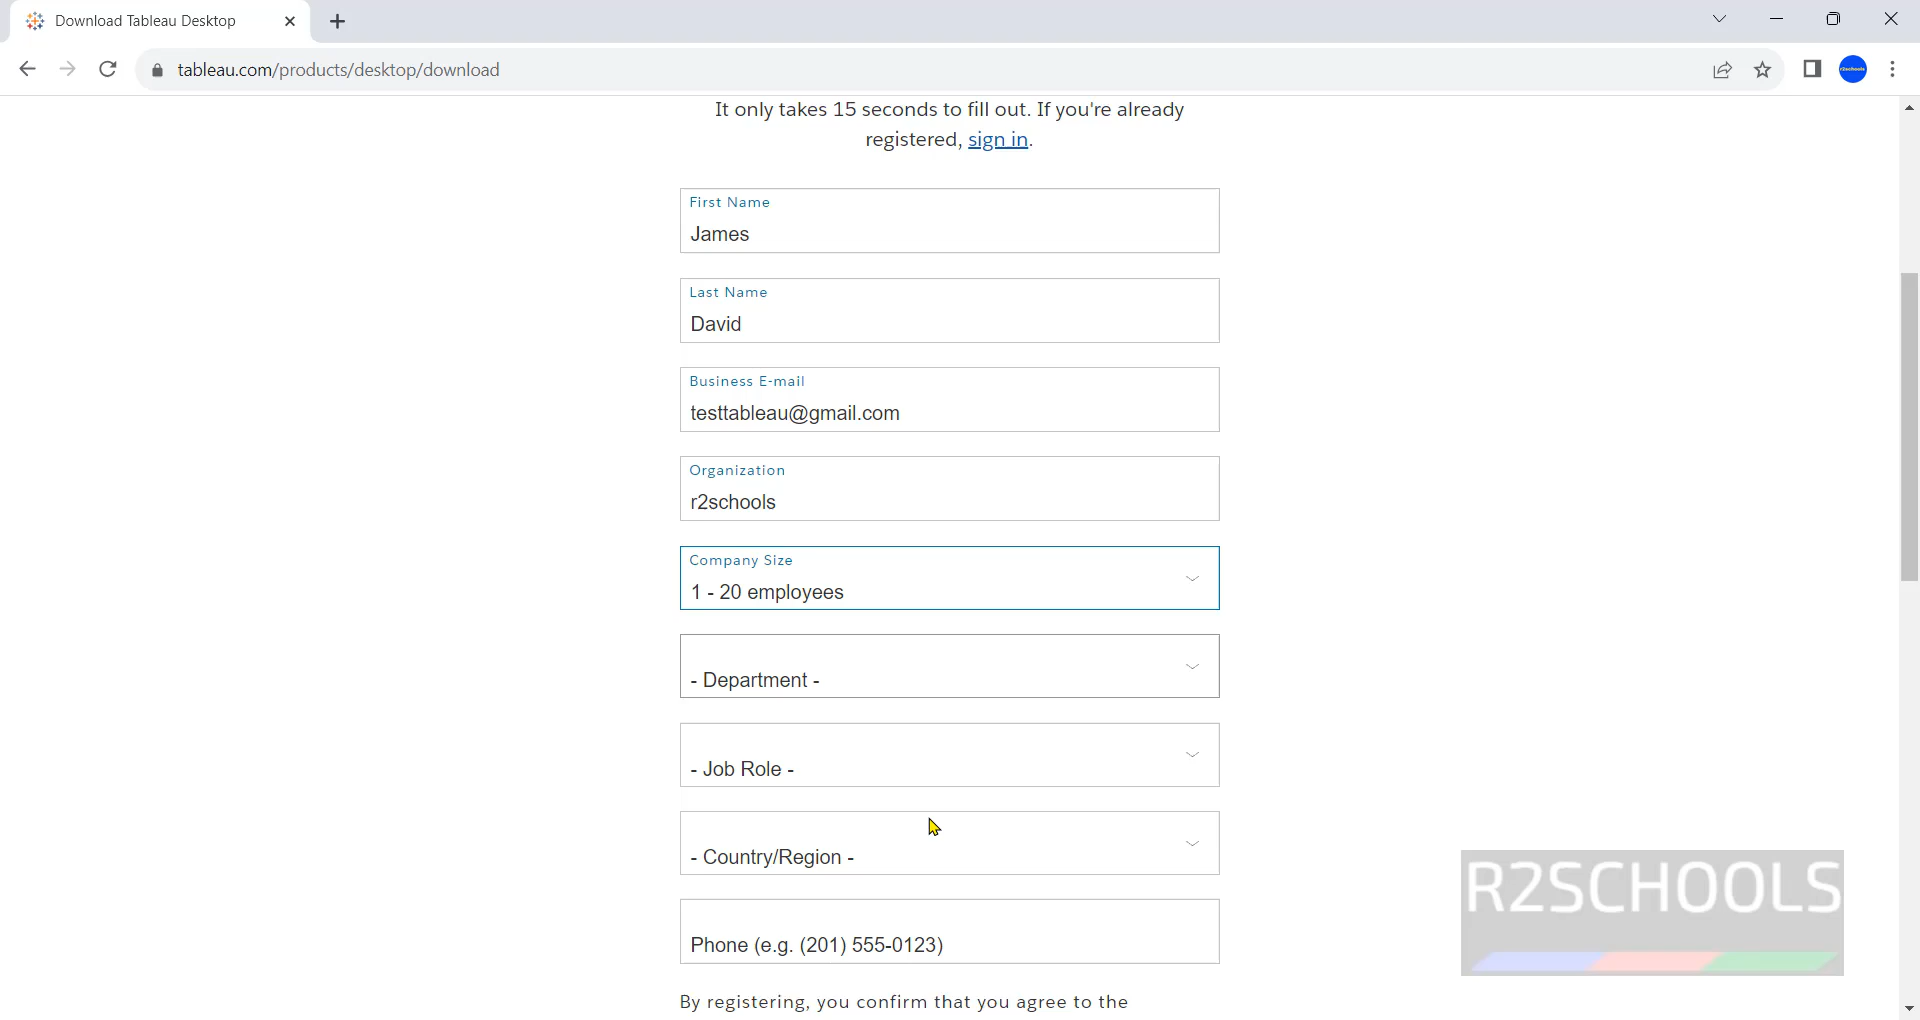 Download Tableau Desktop
tableau.com/products/desktop/download
It only takes 15 seconds to fill out. If you're already
registered, sign in.
First Name
James
Last Name
David
Business E-mail
testtableau@gmail.com
Organization
r2schools
Company Size
1 - 20 employees
- Department -
- Job Role -
- Country/Region -
Phone (e.g. (201) 555-0123)
By registering, you confirm that you agree to the
R2SCHOOLS